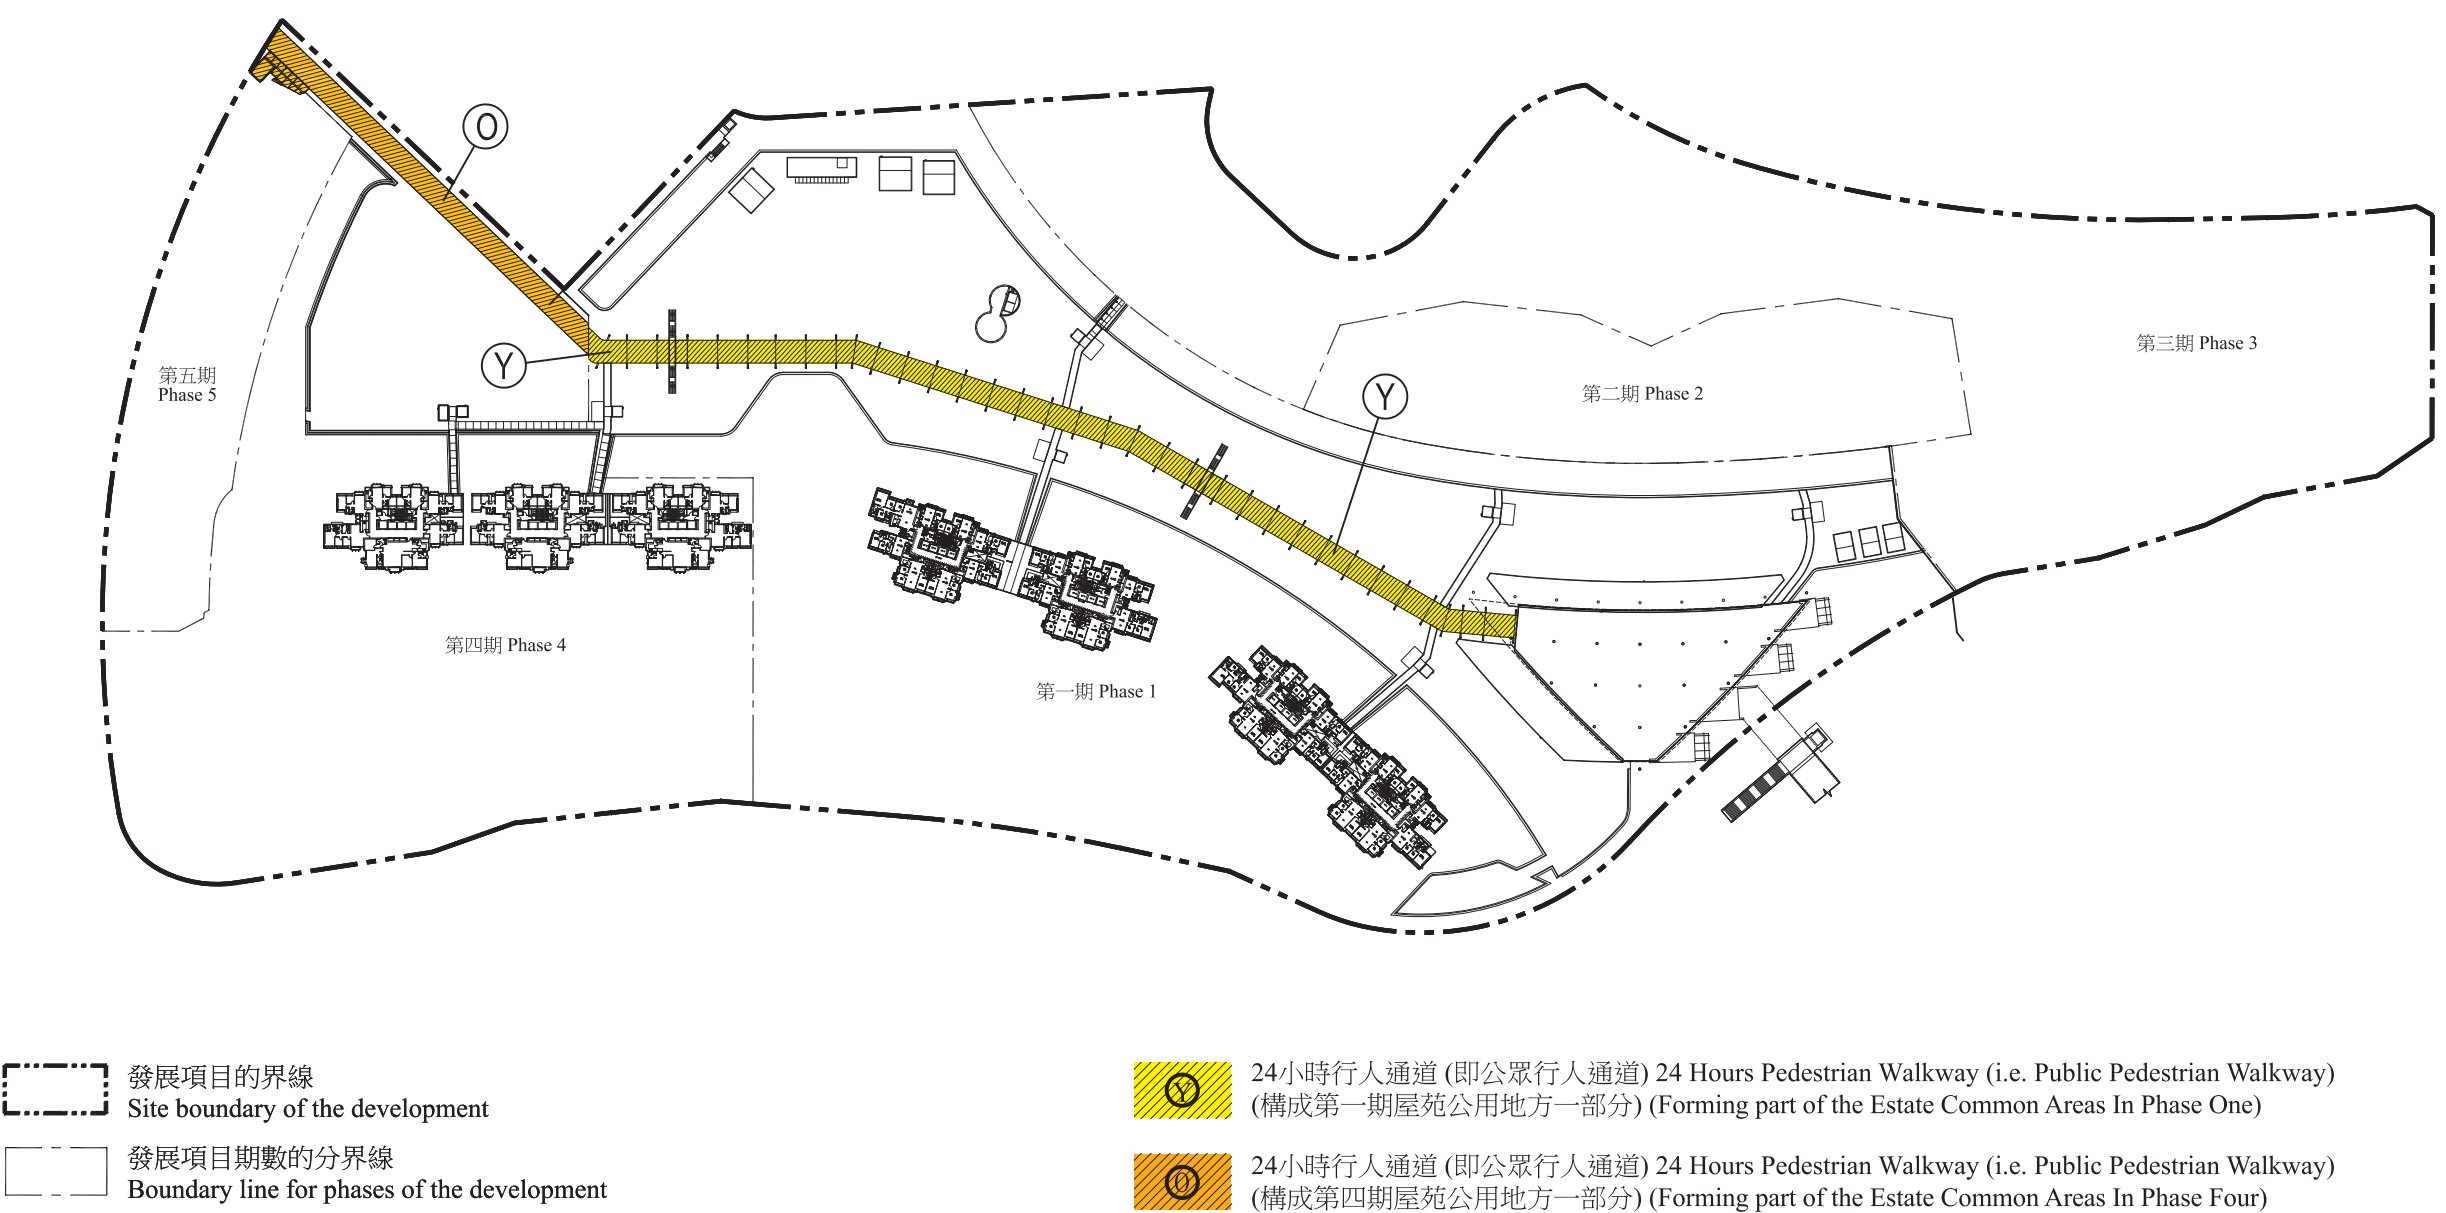 O
Y
Y
第五期
Phase 5
第三期 Phase 3
第二期 Phase 2
第四期 Phase 4
第一期 Phase 1
發展項目的界線
Site boundary of the development
發展項目期數的分界線
Boundary line for phases of the development
Y
24小時行人通道 (即公眾行人通道) 24 Hours Pedestrian Walkway (i.e. Public Pedestrian Walkway)
(構成第一期屋苑公用地方一部分) (Forming part of the Estate Common Areas In Phase One)
O
24小時行人通道 (即公眾行人通道) 24 Hours Pedestrian Walkway (i.e. Public Pedestrian Walkway)
(構成第四期屋苑公用地方一部分) (Forming part of the Estate Common Areas In Phase Four)